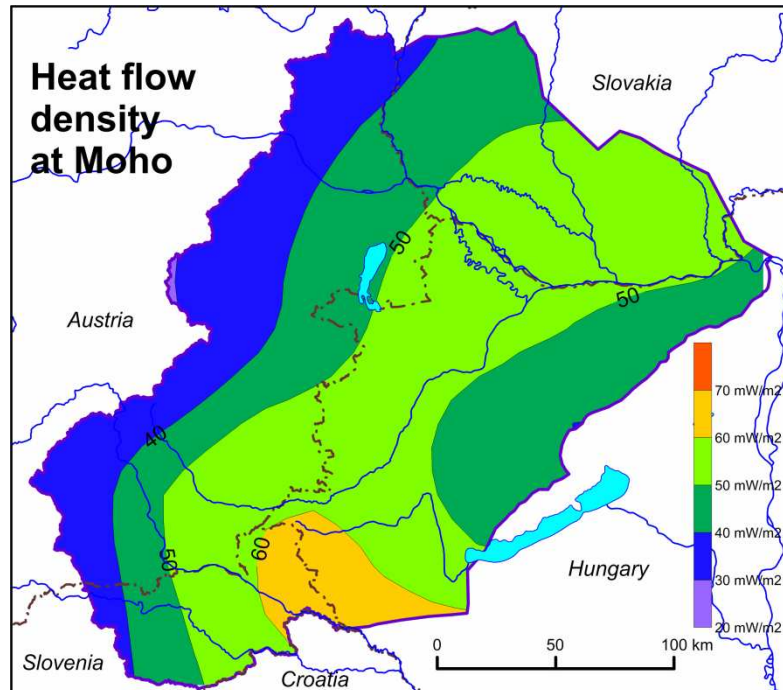 Heat flow
density
at Moho
Slovakia
50
Austria
50
70 mW/m2
60 mW/m2
40
50 mW/m2
40 mW/m2
50
60
Hungary
30 mW/m2
20 mW/m2
0 50 100 km
Slovenia
Croatia